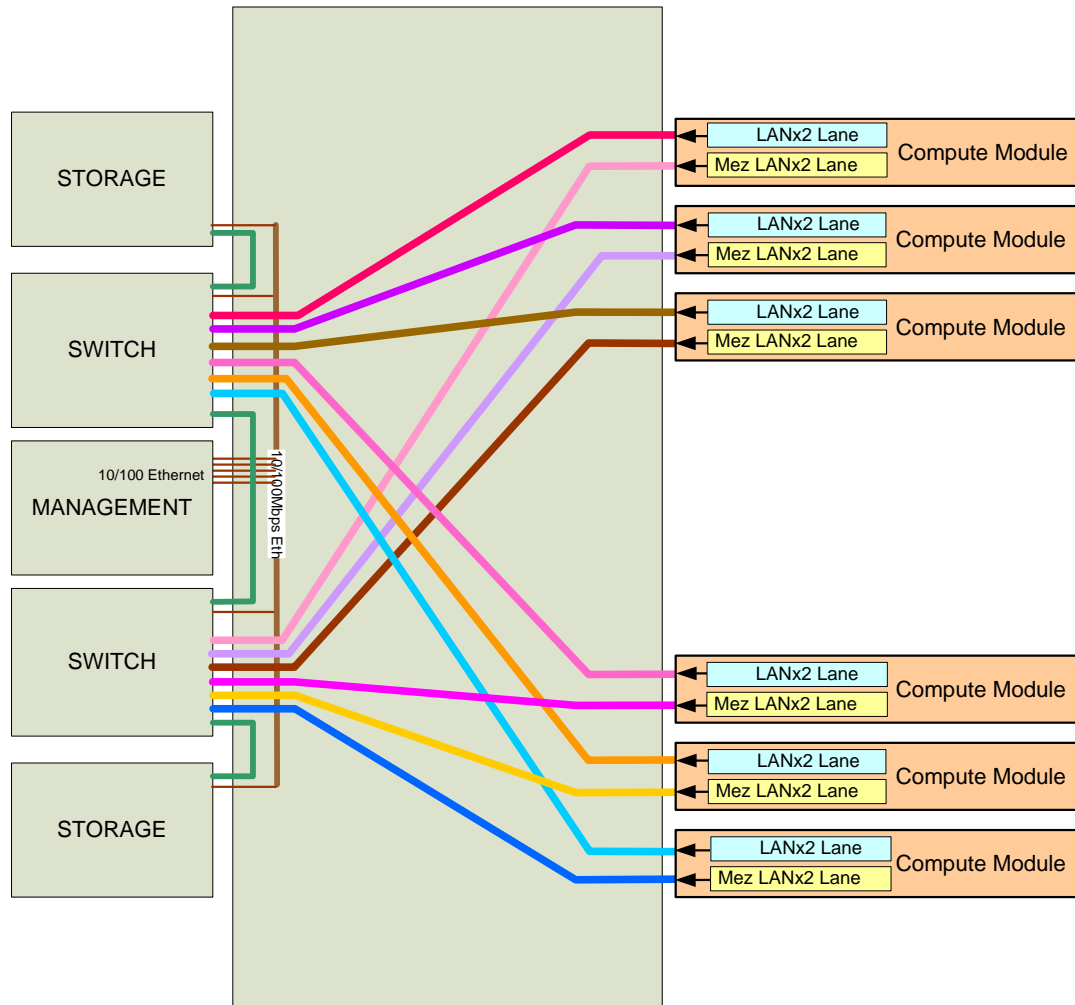 STORAGE
SWITCH
10/100 Ethernet
MANAGEMENT
SWITCH
STORAGE
10/100Mbps Eth
LANx2 Lane
Mez LANx2 Lane
Compute Module
LANx2 Lane
Mez LANx2 Lane
Compute Module
LANx2 Lane
Mez LANx2 Lane
Compute Module
LANx2 Lane
Mez LANx2 Lane
Compute Module
LANx2 Lane
Mez LANx2 Lane
Compute Module
LANx2 Lane
Mez LANx2 Lane
Compute Module